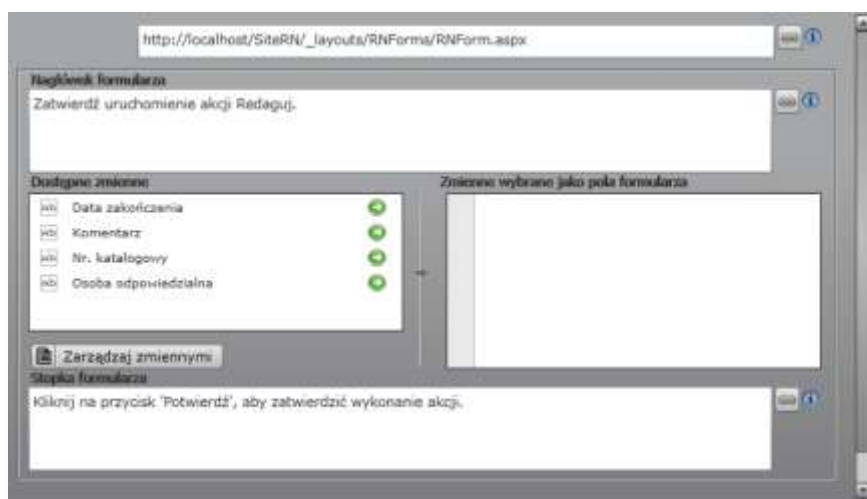 http://localhost/SiteRN/_layouts/RNForms/RNForm.aspx
Nagłówek formularza
Zatwierdź uruchomienie akcji Redaguj.
Dostępne zmienne
Zmienne wybrane jako pola formularza
Data zakończenia
Komentarz
Nr. katalogowy
Osoba odpowiedzialna
Zarządzaj zmiennymi
Stopka formularza
Kliknij na przycisk 'Potwierdź', aby zatwierdzić wykonanie akcji.